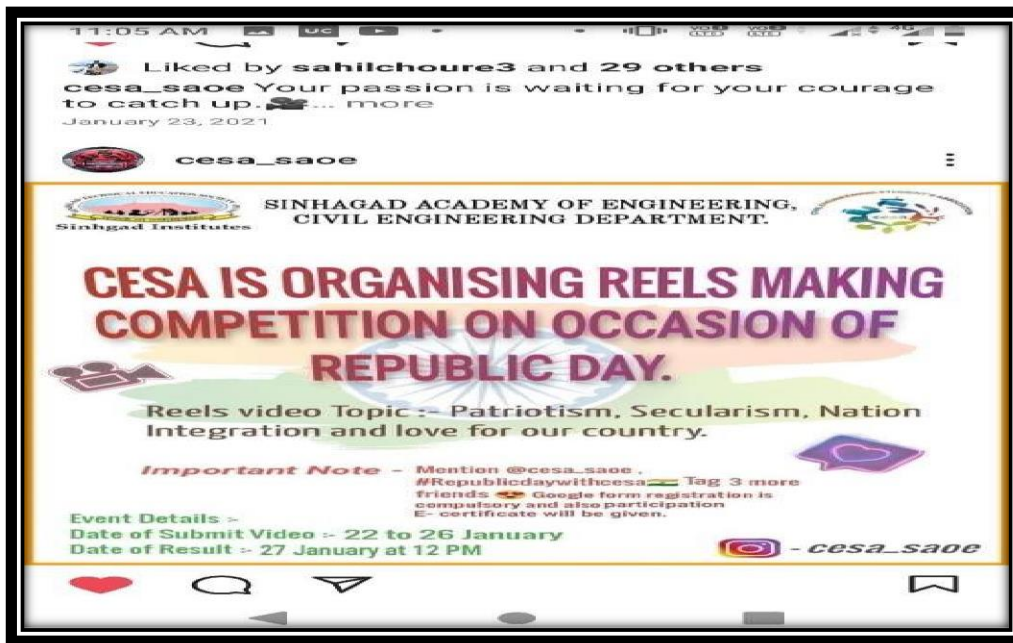 11:05 AM
UC
4G
Liked by sahilchoure3 and 29 others
cesa_saoe Your passion is waiting for your courage
to catch up.🎥... more
January 23, 2021
cesa_saoe
Sinhgad Institutes
SINHAGAD ACADEMY OF ENGINEERING,
CIVIL ENGINEERING DEPARTMENT.
CESA IS ORGANISING REELS MAKING
COMPETITION ON OCCASION OF
REPUBLIC DAY.
Reels video Topic :- Patriotism, Secularism, Nation
Integration and love for our country.
Important Note - Mention @cesa_saoe ,
#Republicdaywithcesa🇮🇳 Tag 3 more
friends 😍 Google form registration is
compulsory and also participation
E- certificate will be given.
Event Details :-
Date of Submit Video :- 22 to 26 January
Date of Result :- 27 January at 12 PM
- cesa_saoe